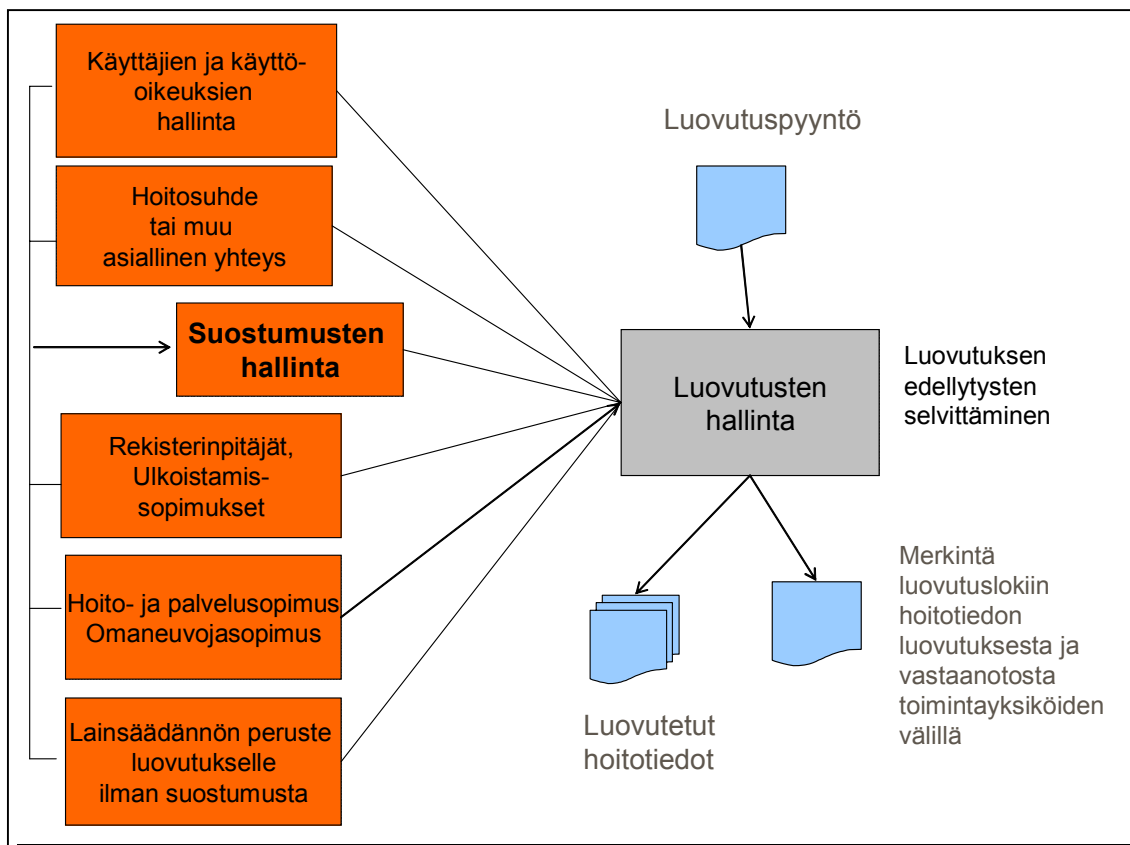 Käyttäjien ja käyttö-
oikeuksien
hallinta
Hoitosuhde
tai muu
asiallinen yhteys
Suostumusten
hallinta
Rekisterinpitäjät,
Ulkoistamis-
sopimukset
Hoito- ja palvelusopimus
Omaneuvojasopimus
Lainsäädännön peruste
luovutukselle
ilman suostumusta
Luovutuspyyntö
Luovutusten
hallinta
Luovutuksen
edellytysten
selvittäminen
Luovutetut
hoitotiedot
Merkintä
luovutuslokiin
hoitotiedon
luovutuksesta ja
vastaanotosta
toimintayksiköiden
välillä